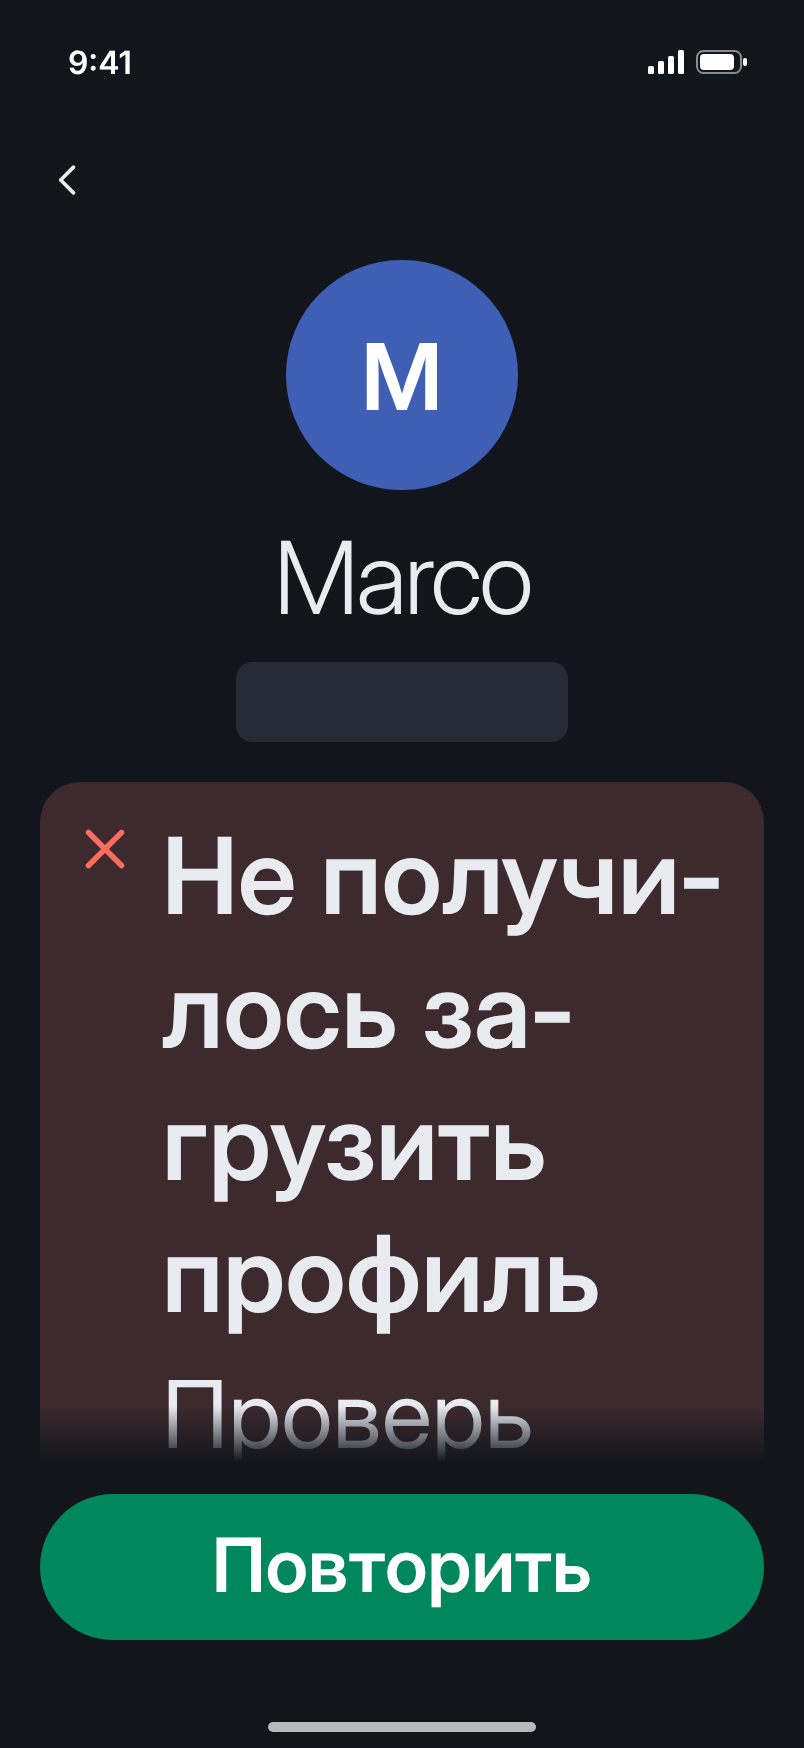 9:41
M
Marco
Не получи-
лось за-
грузить
профиль
Проверь
Повторить